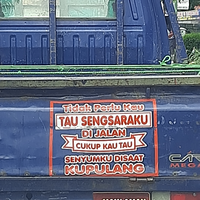 Tidak Perlu Kau
TAU SENGSARAKU
DI JALAN
CUKUP KAU TAU
SENYUMKU DISAAT
KUPULANG